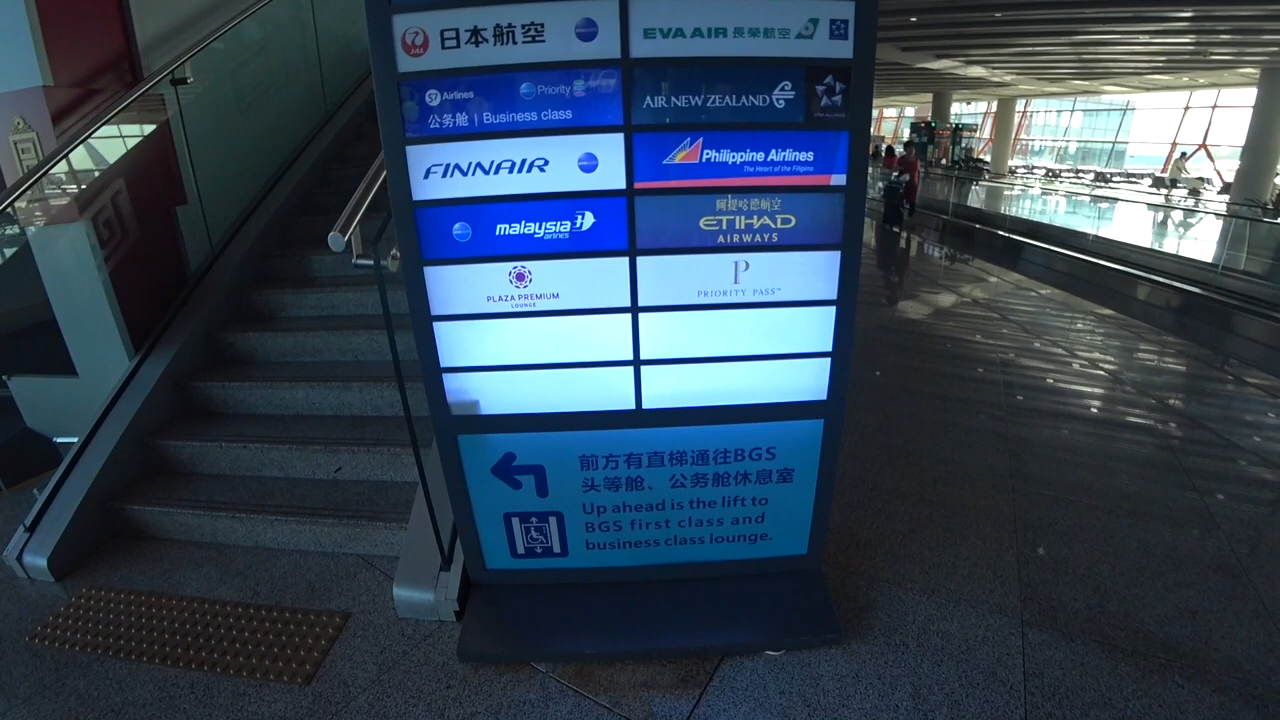 JAL 日本航空
EVA AIR 長榮航空
S7 Airlines Priority
公务舱 | Business class
AIR NEW ZEALAND
STAR ALLIANCE
FINNAIR
Philippine Airlines
The Heart of the Filipino
malaysia
airlines
阿提哈德航空
ETIHAD
AIRWAYS
PLAZA PREMIUM
LOUNGE
P
PRIORITY PASS™
前方有直梯通往BGS
头等舱、公务舱休息室
Up ahead is the lift to
BGS first class and
business class lounge.